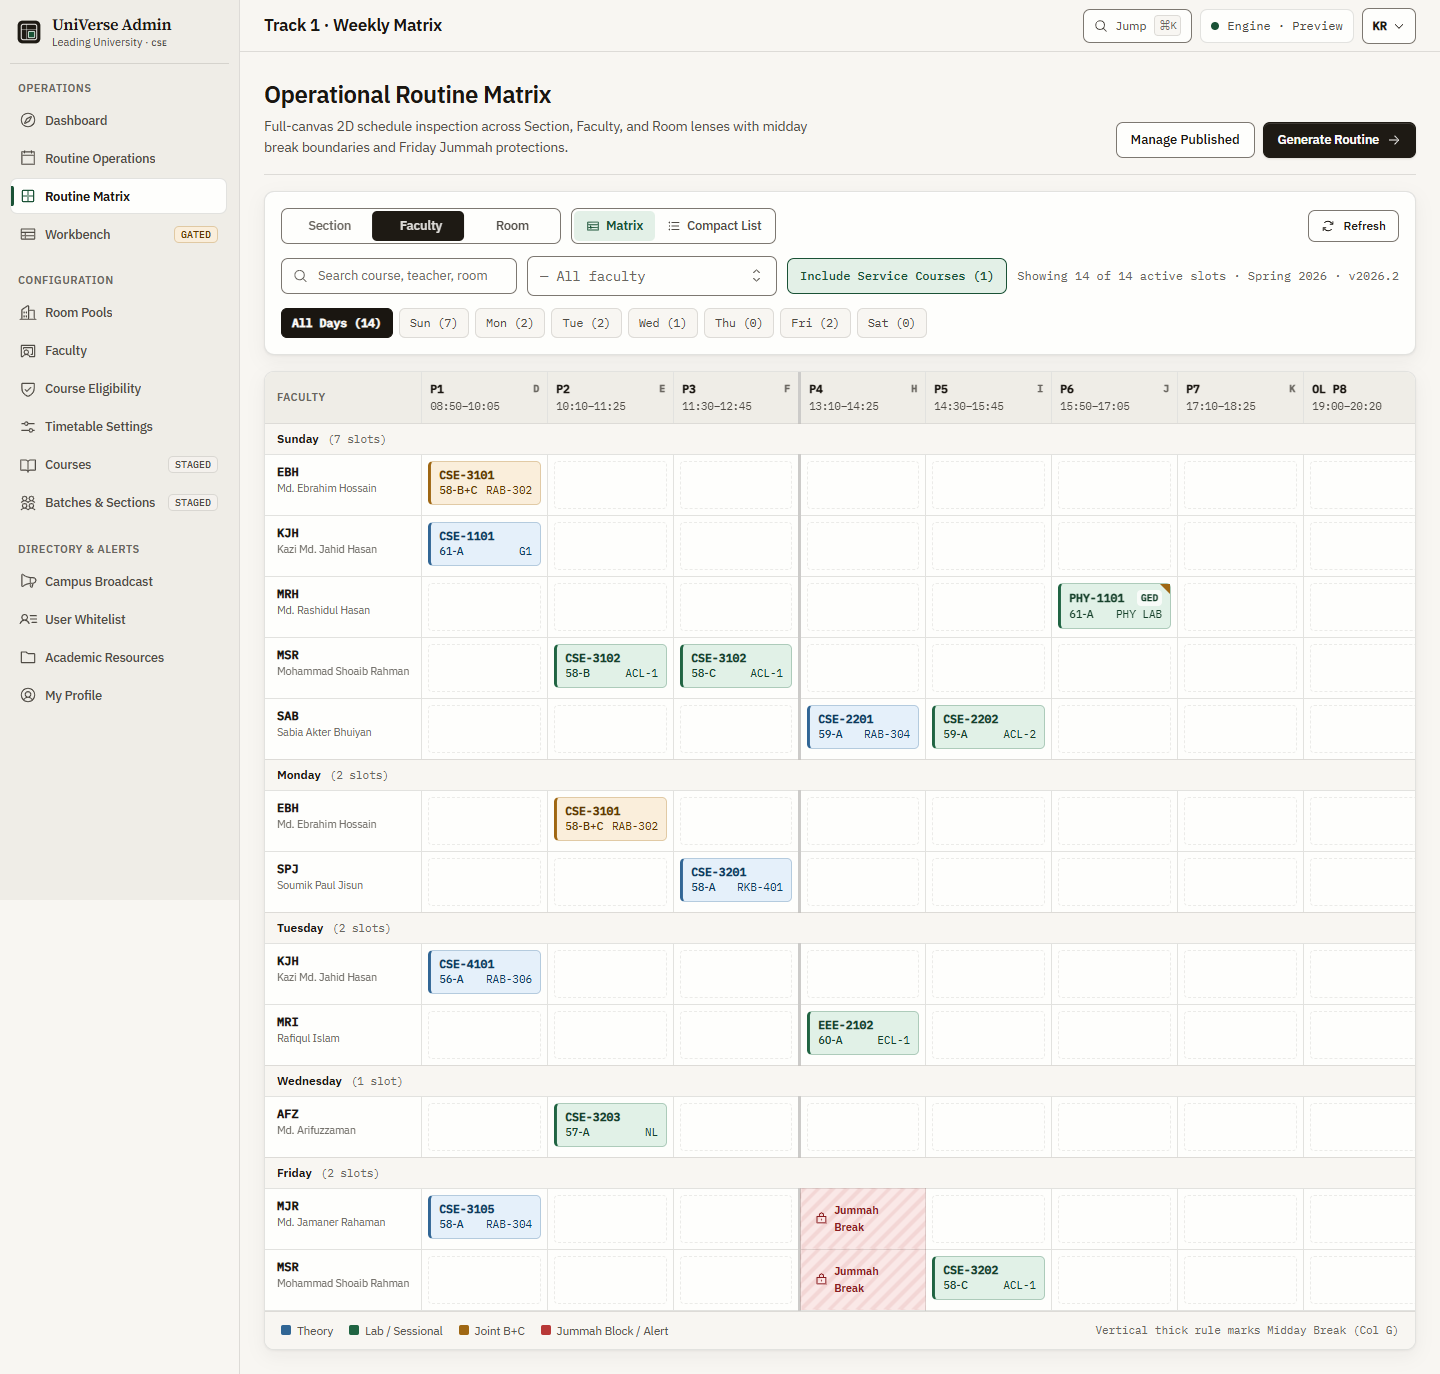 UniVerse Admin
Leading University · CSE
OPERATIONS
Dashboard
Routine Operations
Routine Matrix
Workbench GATED
CONFIGURATION
Room Pools
Faculty
Course Eligibility
Timetable Settings
Courses STAGED
Batches & Sections STAGED
DIRECTORY & ALERTS
Campus Broadcast
User Whitelist
Academic Resources
My Profile
Track 1 · Weekly Matrix
Jump ⌘K
Engine · Preview
KR
Operational Routine Matrix
Full-canvas 2D schedule inspection across Section, Faculty, and Room lenses with midday
break boundaries and Friday Jummah protections.
Manage Published
Generate Routine →
Section Faculty Room
Matrix Compact List
Refresh
Search course, teacher, room
— All faculty
Include Service Courses (1)
Showing 14 of 14 active slots · Spring 2026 · v2026.2
All Days (14) Sun (7) Mon (2) Tue (2) Wed (1) Thu (0) Fri (2) Sat (0)
FACULTY
P1 D
08:50–10:05
P2 E
10:10–11:25
P3 F
11:30–12:45
P4 H
13:10–14:25
P5 I
14:30–15:45
P6 J
15:50–17:05
P7 K
17:10–18:25
OL P8
19:00–20:20
Sunday (7 slots)
EBH
Md. Ebrahim Hossain
CSE-3101
58-B+C RAB-302
KJH
Kazi Md. Jahid Hasan
CSE-1101
61-A G1
MRH
Md. Rashidul Hasan
PHY-1101 GED
61-A PHY LAB
MSR
Mohammad Shoaib Rahman
CSE-3102
58-B ACL-1
CSE-3102
58-C ACL-1
SAB
Sabia Akter Bhuiyan
CSE-2201
59-A RAB-304
CSE-2202
59-A ACL-2
Monday (2 slots)
EBH
Md. Ebrahim Hossain
CSE-3101
58-B+C RAB-302
SPJ
Soumik Paul Jisun
CSE-3201
58-A RKB-401
Tuesday (2 slots)
KJH
Kazi Md. Jahid Hasan
CSE-4101
56-A RAB-306
MRI
Rafiqul Islam
EEE-2102
60-A ECL-1
Wednesday (1 slot)
AFZ
Md. Arifuzzaman
CSE-3203
57-A NL
Friday (2 slots)
MJR
Md. Jamaner Rahaman
CSE-3105
58-A RAB-304
Jummah
Break
MSR
Mohammad Shoaib Rahman
Jummah
Break
CSE-3202
58-C ACL-1
Theory Lab / Sessional Joint B+C Jummah Block / Alert
Vertical thick rule marks Midday Break (Col G)